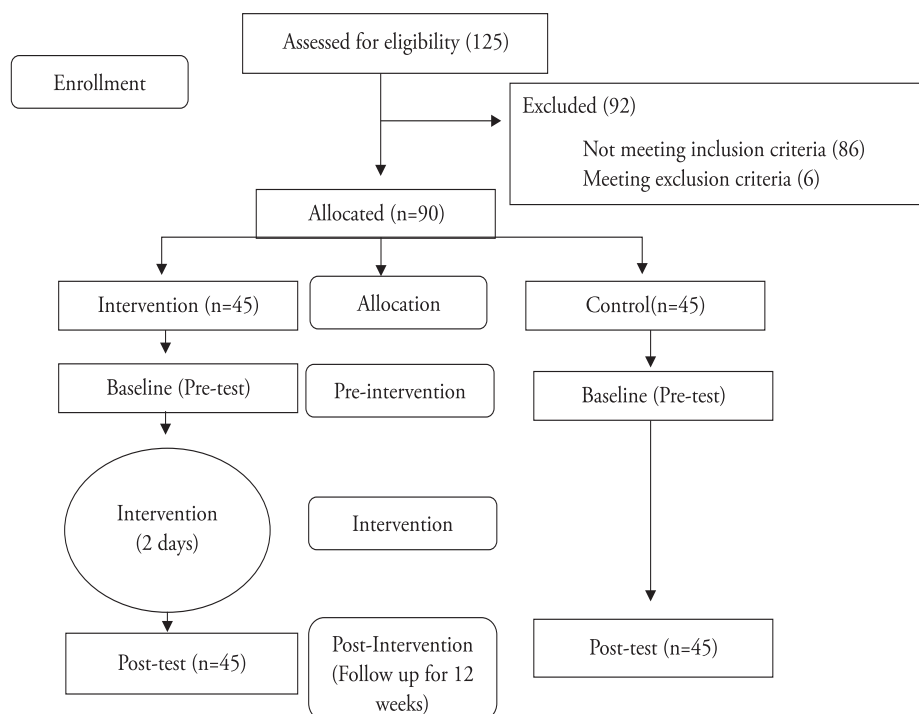 Assessed for eligibility (125)
Enrollment
Excluded (92)
Not meeting inclusion criteria (86)
Meeting exclusion criteria (6)
Allocated (n=90)
Intervention (n=45)
Allocation
Control(n=45)
Baseline (Pre-test)
Pre-intervention
Baseline (Pre-test)
Intervention
(2 days)
Intervention
Post-test (n=45)
Post-Intervention
(Follow up for 12
weeks)
Post-test (n=45)